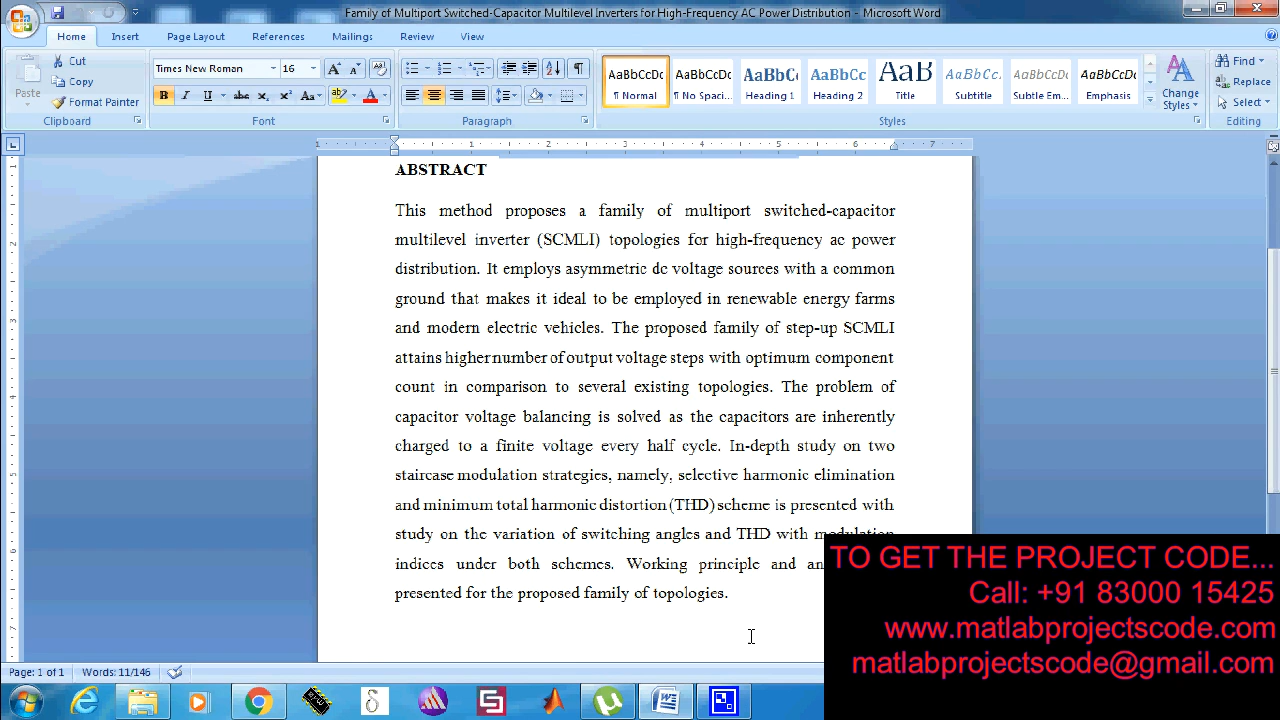 Family of Multiport Switched-Capacitor Multilevel Inverters for High-Frequency AC Power Distribution - Microsoft Word
Home Insert Page Layout References Mailings Review View
Paste
Cut
Copy
Format Painter
Clipboard
Times New Roman 16
Font
Paragraph
AaBbCcDc AaBbCcDc AaBbCc AaBbCc AaB AaBbCc. AaBbCcDc AaBbCcDc
¶ Normal ¶ No Spaci... Heading 1 Heading 2 Title Subtitle Subtle Em... Emphasis
Change Styles
Styles
Find
Replace
Select
Editing
ABSTRACT
This method proposes a family of multiport switched-capacitor
multilevel inverter (SCMLI) topologies for high-frequency ac power
distribution. It employs asymmetric dc voltage sources with a common
ground that makes it ideal to be employed in renewable energy farms
and modern electric vehicles. The proposed family of step-up SCMLI
attains higher number of output voltage steps with optimum component
count in comparison to several existing topologies. The problem of
capacitor voltage balancing is solved as the capacitors are inherently
charged to a finite voltage every half cycle. In-depth study on two
staircase modulation strategies, namely, selective harmonic elimination
and minimum total harmonic distortion (THD) scheme is presented with
study on the variation of switching angles and THD with modulation
indices under both schemes. Working principle and
presented for the proposed family of topologies.
TO GET THE PROJECT CODE...
Call: +91 83000 15425
www.matlabprojectscode.com
matlabprojectscode@gmail.com
Page: 1 of 1 Words: 11/146